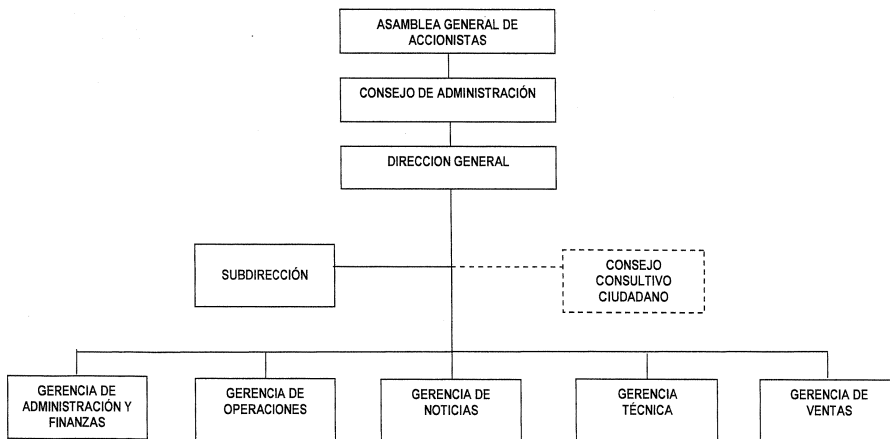 ASAMBLEA GENERAL DE
ACCIONISTAS
CONSEJO DE ADMINISTRACIÓN
DIRECCION GENERAL
SUBDIRECCIÓN
CONSEJO
CONSULTIVO
CIUDADANO
GERENCIA DE
ADMINISTRACIÓN Y
FINANZAS
GERENCIA DE
OPERACIONES
GERENCIA DE
NOTICIAS
GERENCIA
TÉCNICA
GERENCIA DE
VENTAS